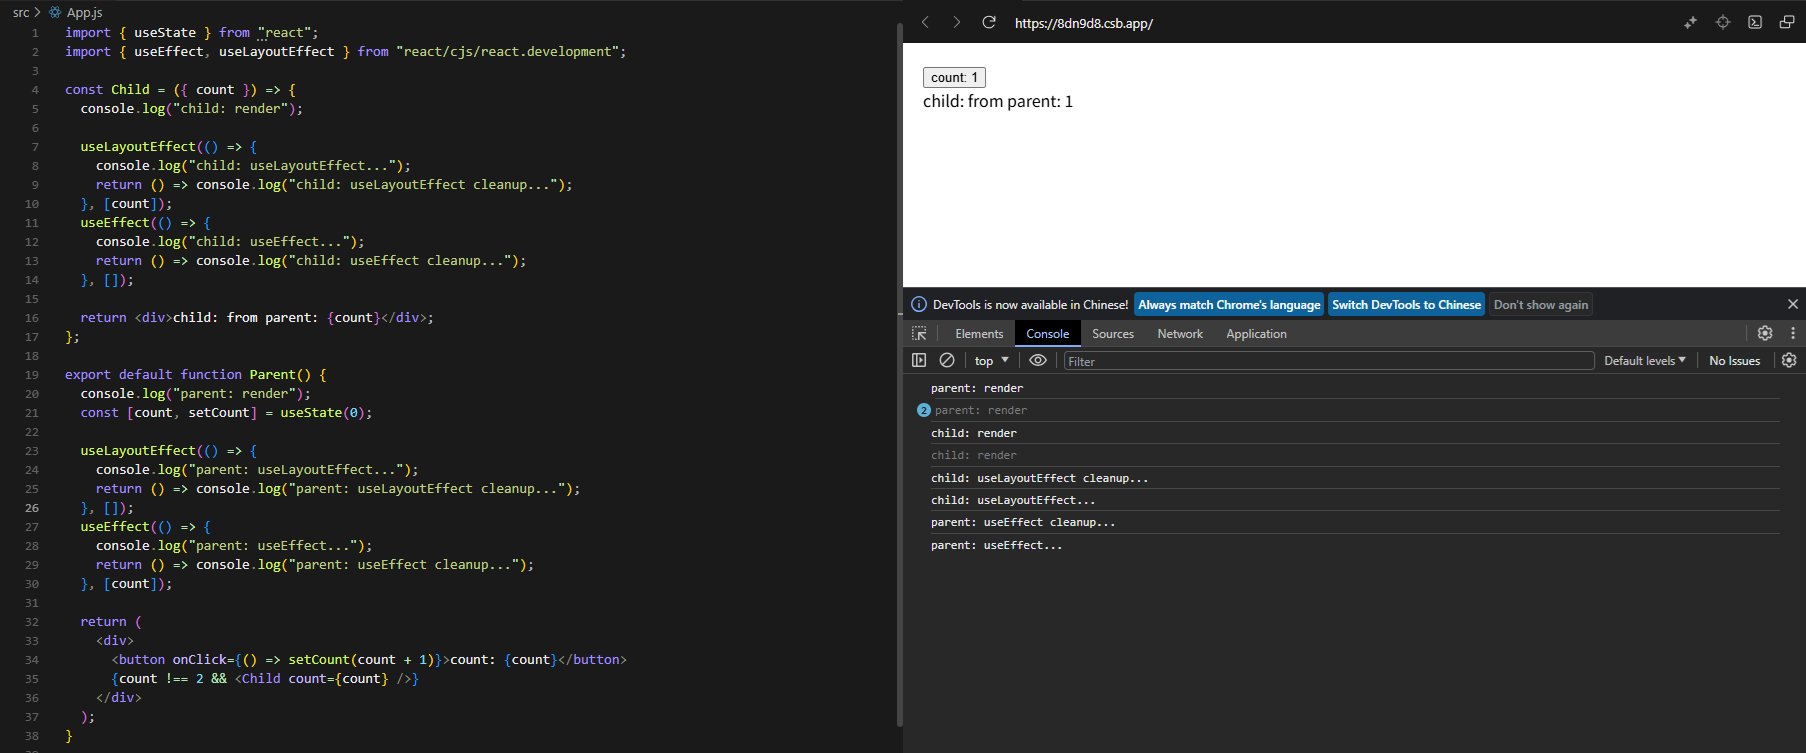 src > App.js
1 import { useState } from "react";
2 import { useEffect, useLayoutEffect } from "react/cjs/react.development";
3
4 const Child = ({ count }) => {
5   console.log("child: render");
6
7   useLayoutEffect(() => {
8     console.log("child: useLayoutEffect...");
9     return () => console.log("child: useLayoutEffect cleanup...");
10   }, [count]);
11   useEffect(() => {
12     console.log("child: useEffect...");
13     return () => console.log("child: useEffect cleanup...");
14   }, []);
15
16   return <div>child: from parent: {count}</div>;
17 };
18
19 export default function Parent() {
20   console.log("parent: render");
21   const [count, setCount] = useState(0);
22
23   useLayoutEffect(() => {
24     console.log("parent: useLayoutEffect...");
25     return () => console.log("parent: useLayoutEffect cleanup...");
26   }, []);
27   useEffect(() => {
28     console.log("parent: useEffect...");
29     return () => console.log("parent: useEffect cleanup...");
30   }, [count]);
31
32   return (
33     <div>
34       <button onClick={() => setCount(count + 1)}>count: {count}</button>
35       {count !== 2 && <Child count={count} />}
36     </div>
37   );
38 }
https://8dn9d8.csb.app/
count: 1
child: from parent: 1
DevTools is now available in Chinese! Always match Chrome's language Switch DevTools to Chinese Don't show again
Elements Console Sources Network Application
top Filter Default levels No Issues
parent: render
2 parent: render
child: render
child: render
child: useLayoutEffect cleanup...
child: useLayoutEffect...
parent: useEffect cleanup...
parent: useEffect...